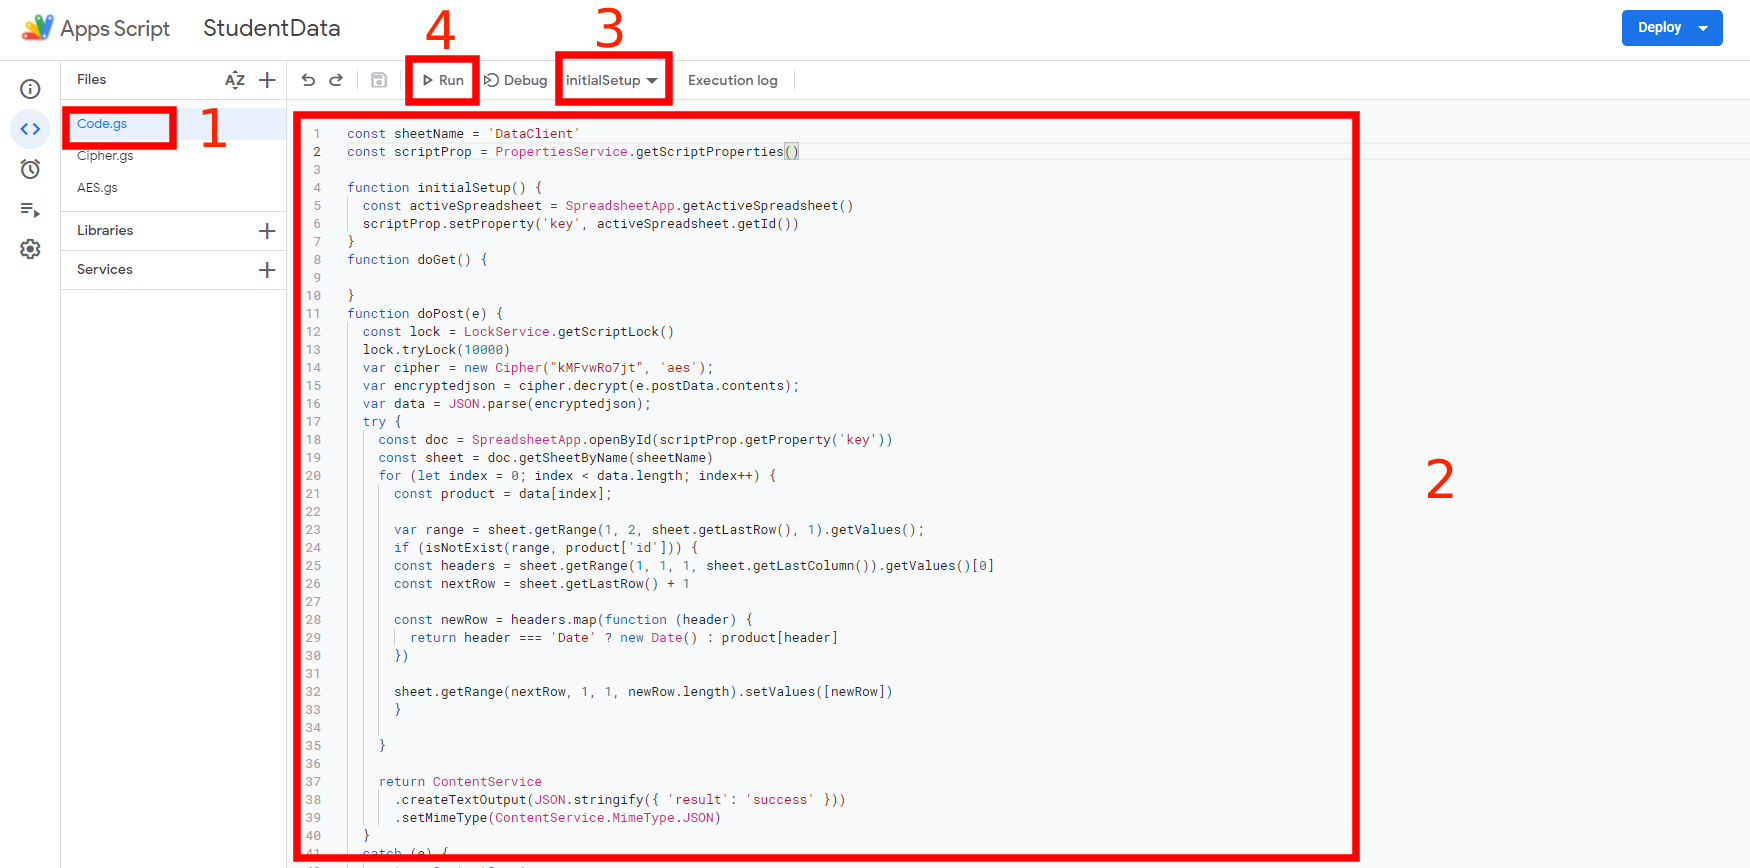 Apps Script StudentData 4 3 Deploy
Files AZ Run Debug initialSetup Execution log
Code.gs 1
Cipher.gs
AES.gs
Libraries
Services
1 const sheetName = 'DataClient'
2 const scriptProp = PropertiesService.getScriptProperties()
3
4 function initialSetup() {
5 const activeSpreadsheet = SpreadsheetApp.getActiveSpreadsheet()
6 scriptProp.setProperty('key', activeSpreadsheet.getId())
7 }
8 function doGet() {
9
10 }
11 function doPost(e) {
12 const lock = LockService.getScriptLock()
13 lock.tryLock(10000)
14 var cipher = new Cipher("kMFvwRo7jt", 'aes');
15 var encryptedjson = cipher.decrypt(e.postData.contents);
16 var data = JSON.parse(encryptedjson);
17 try {
18 const doc = SpreadsheetApp.openById(scriptProp.getProperty('key'))
19 const sheet = doc.getSheetByName(sheetName)
20 for (let index = 0; index < data.length; index++) {
21 const product = data[index];
22
23 var range = sheet.getRange(1, 2, sheet.getLastRow(), 1).getValues();
24 if (isNotExist(range, product['id'])) {
25 const headers = sheet.getRange(1, 1, 1, sheet.getLastColumn()).getValues()[0]
26 const nextRow = sheet.getLastRow() + 1
27
28 const newRow = headers.map(function (header) {
29 return header === 'Date' ? new Date() : product[header]
30 })
31
32 sheet.getRange(nextRow, 1, 1, newRow.length).setValues([newRow])
33 }
34
35 }
36
37 return ContentService
38 .createTextOutput(JSON.stringify({ 'result': 'success' }))
39 .setMimeType(ContentService.MimeType.JSON)
40 }
41 catch (e) {
2